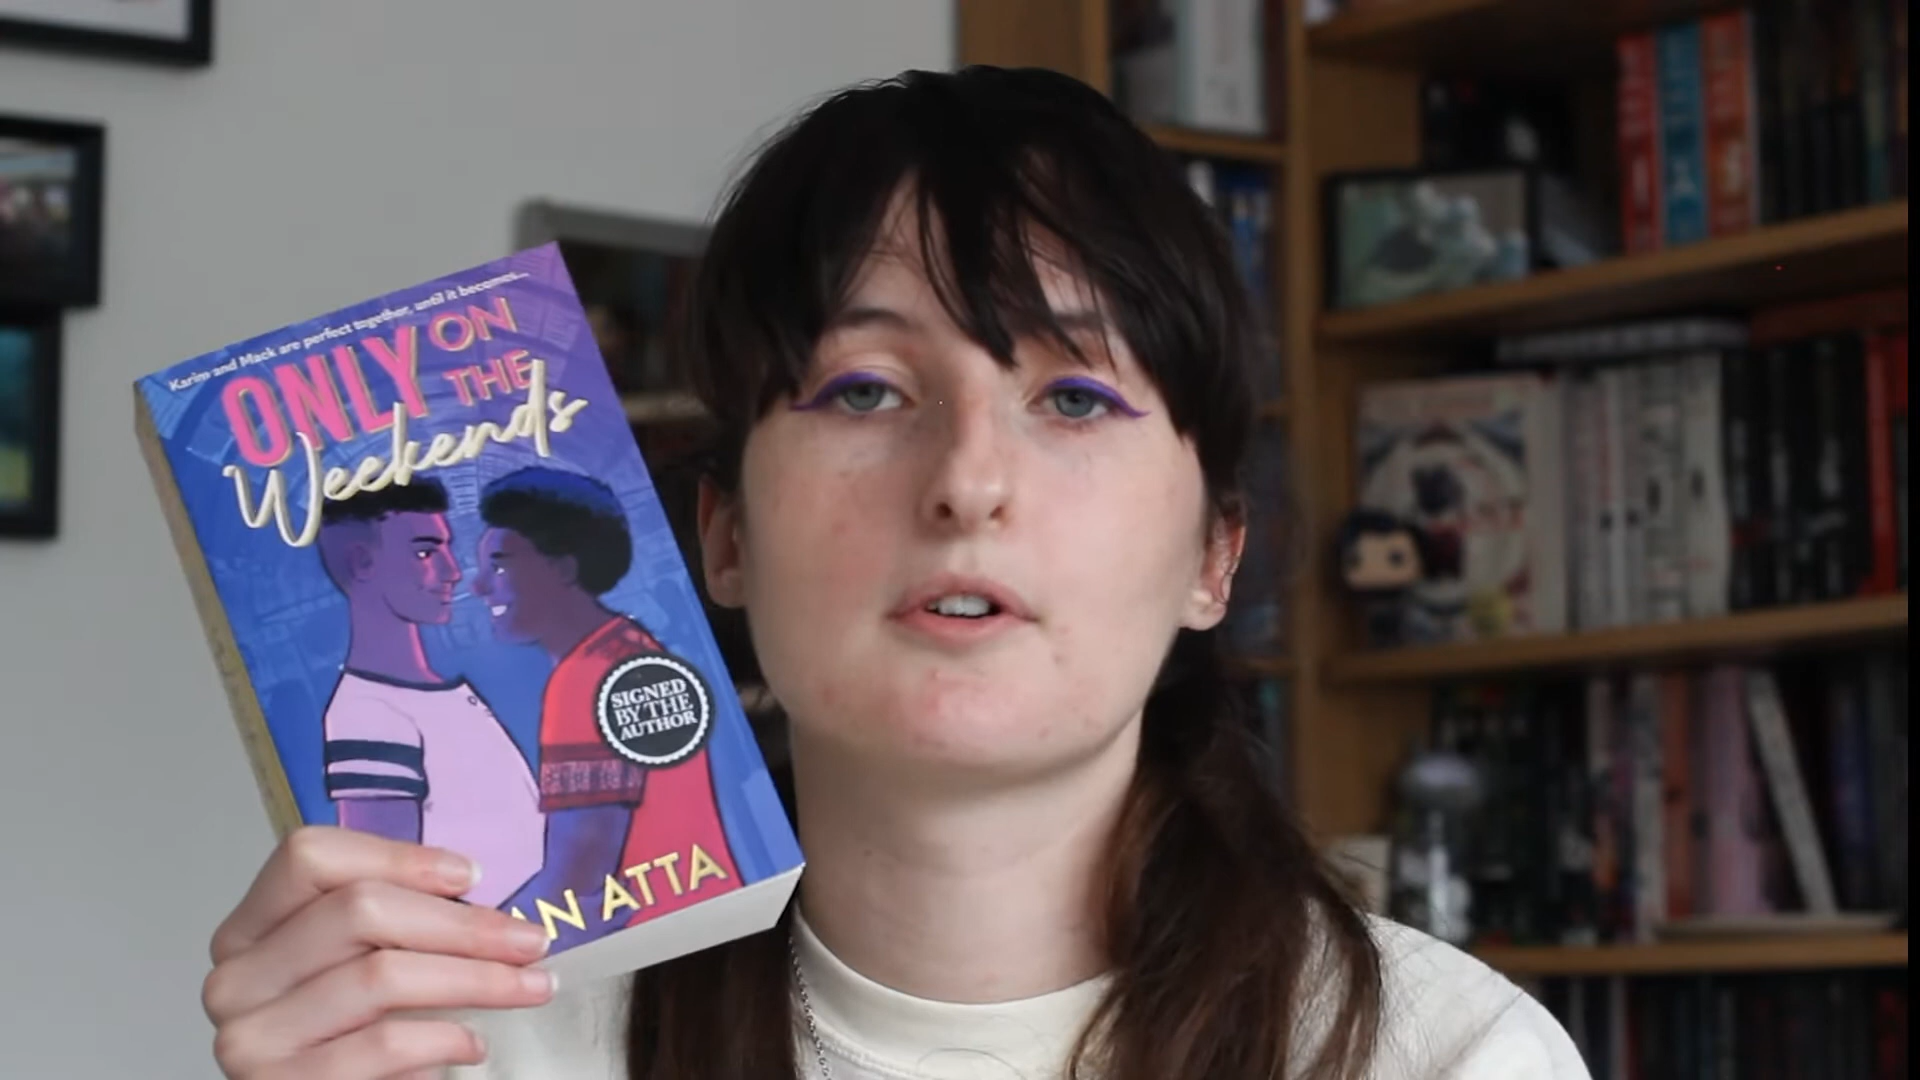 Karim and Mack are perfect together, until it becomes...
ONLY ON
THE
Weekends
SIGNED
BY THE
AUTHOR
AN ATTA